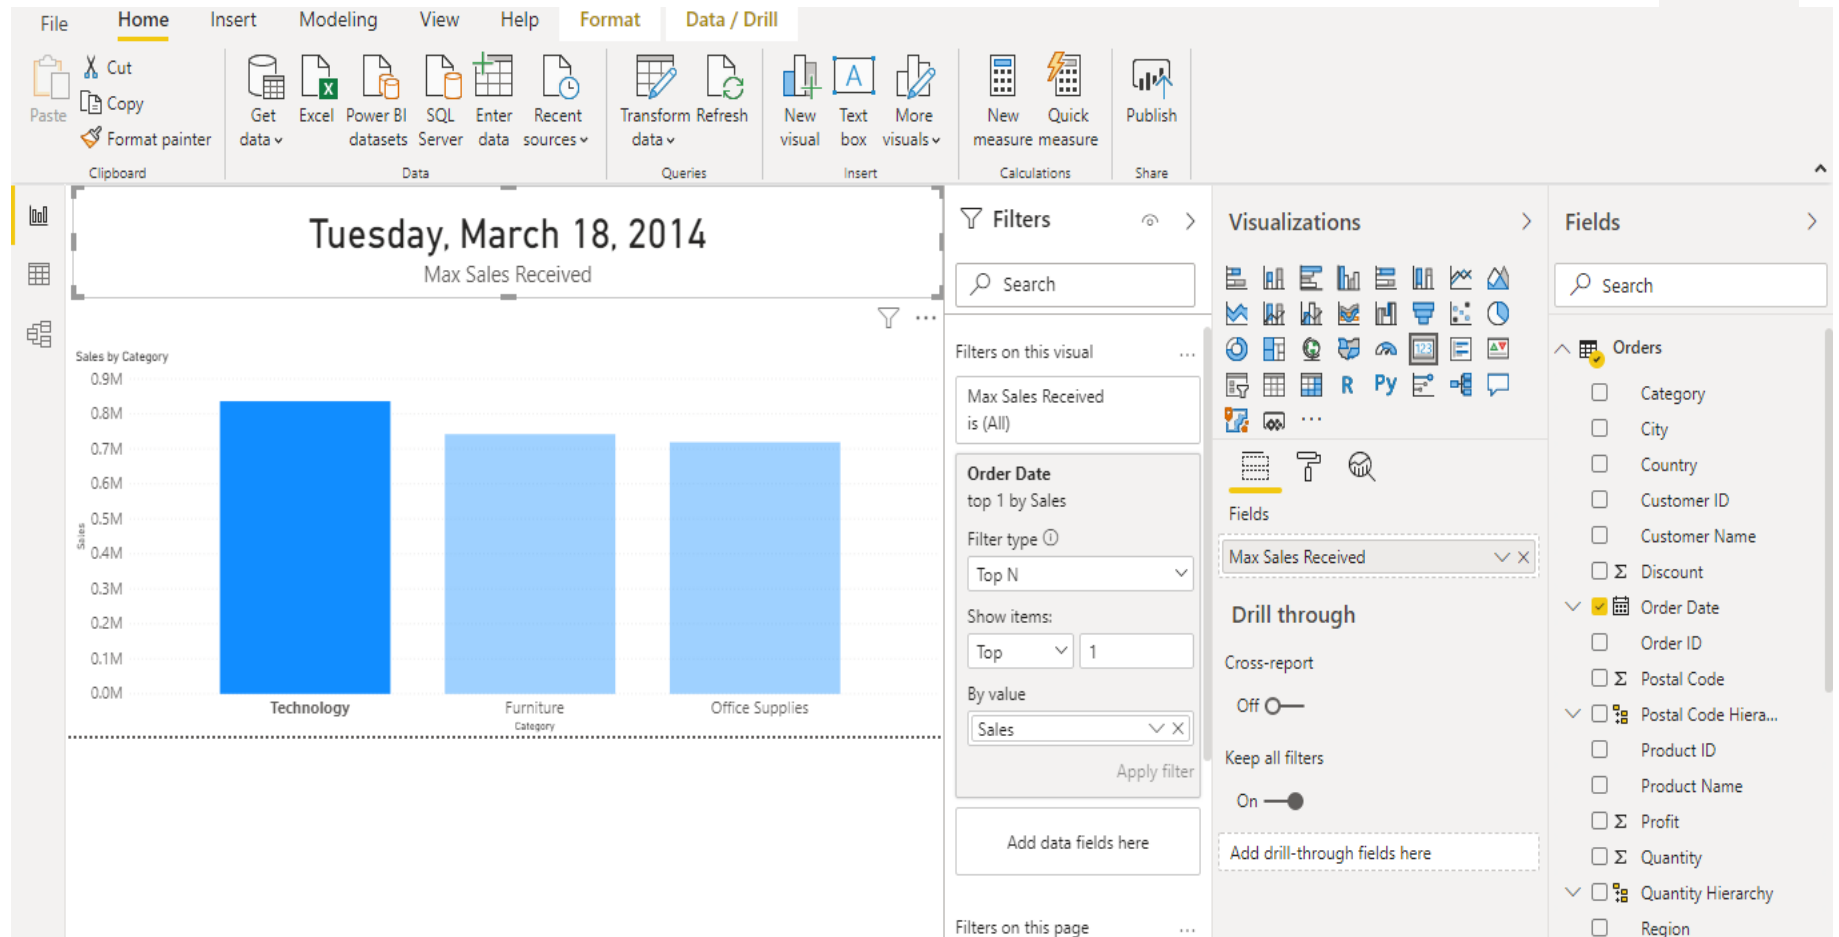 File Home Insert Modeling View Help Format Data / Drill
Paste
Cut
Copy
Format painter
Clipboard
Get data
Excel
Power BI datasets
SQL Server
Enter data
Recent sources
Data
Transform data
Refresh
Queries
New visual
Text box
More visuals
Insert
New measure
Quick measure
Calculations
Publish
Share
Tuesday, March 18, 2014
Max Sales Received
Sales by Category
0.9M
0.8M
0.7M
0.6M
0.5M
0.4M
0.3M
0.2M
0.1M
0.0M
Sales
Technology Furniture Office Supplies
Category
Filters
Search
Filters on this visual
Max Sales Received
is (All)
Order Date
top 1 by Sales
Filter type
Top N
Show items:
Top 1
By value
Sales
Apply filter
Add data fields here
Filters on this page
Visualizations
123
R Py
Fields
Max Sales Received
Drill through
Cross-report
Off
Keep all filters
On
Add drill-through fields here
Fields
Search
Orders
Category
City
Country
Customer ID
Customer Name
Σ Discount
Order Date
Order ID
Σ Postal Code
Postal Code Hiera...
Product ID
Product Name
Σ Profit
Σ Quantity
Quantity Hierarchy
Region